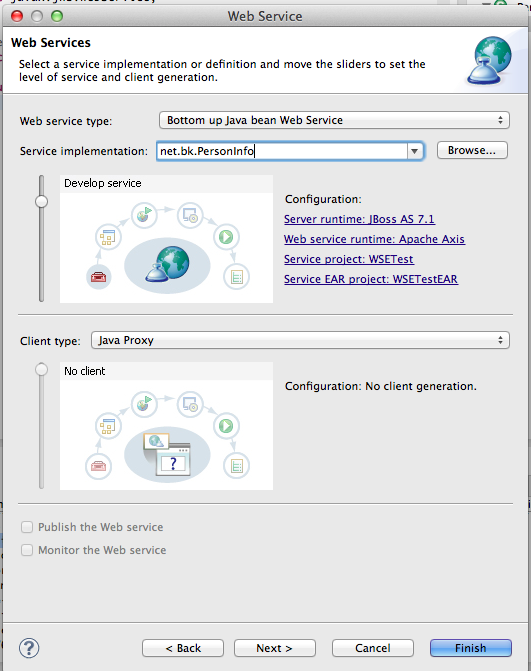 Web Service
Web Services
Select a service implementation or definition and move the sliders to set the
level of service and client generation.
Web service type: Bottom up Java bean Web Service
Service implementation: net.bk.PersonInfo Browse...
Develop service
Configuration:
Server runtime: JBoss AS 7.1
Web service runtime: Apache Axis
Service project: WSETest
Service EAR project: WSETestEAR
Client type: Java Proxy
No client
Configuration: No client generation.
?
Publish the Web service
Monitor the Web service
? < Back Next > Cancel Finish